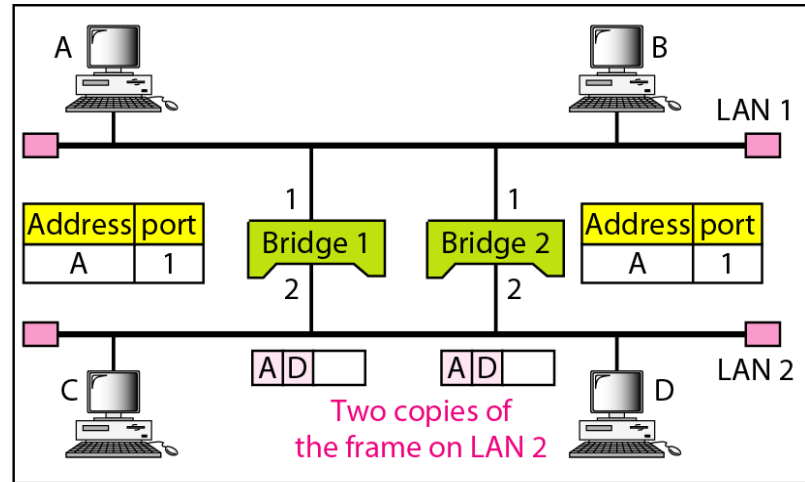 A
B
LAN 1
1
1
Address port
A 1
Bridge 1
Bridge 2
Address port
A 1
2
2
A D
A D
C
D
LAN 2
Two copies of
the frame on LAN 2